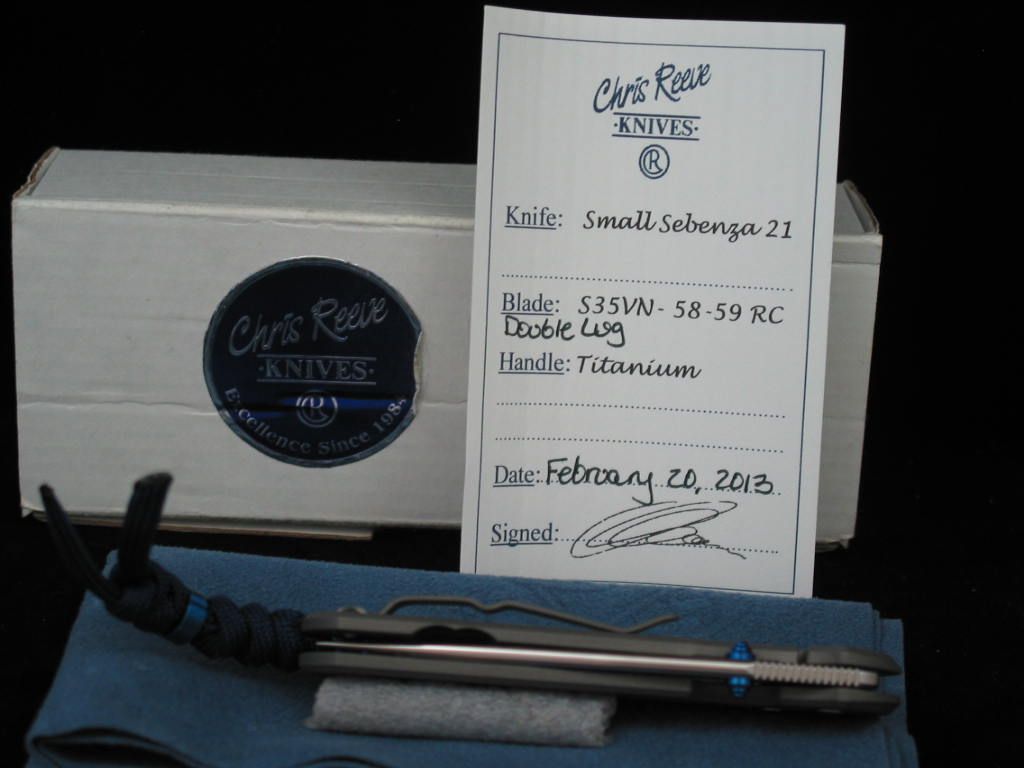 Chris Reeve
·KNIVES·
R
Knife: Small Sebenza 21
Blade: S35VN - 58-59 RC
Double Lug
Handle: Titanium
Date: February 20, 2013
Signed:
Chris Reeve
·KNIVES·
R
Excellence Since 198